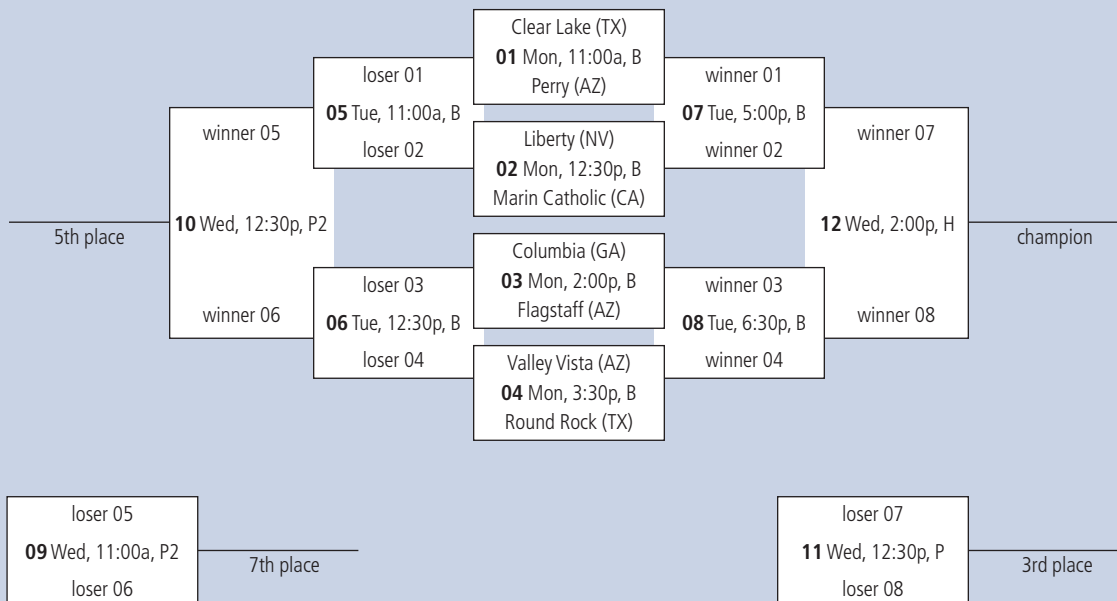 Clear Lake (TX)
01 Mon, 11:00a, B
Perry (AZ)
loser 01
05 Tue, 11:00a, B
loser 02
winner 01
07 Tue, 5:00p, B
winner 02
Liberty (NV)
02 Mon, 12:30p, B
Marin Catholic (CA)
winner 05
10 Wed, 12:30p, P2
winner 06
5th place
winner 07
12 Wed, 2:00p, H
winner 08
champion
Columbia (GA)
03 Mon, 2:00p, B
Flagstaff (AZ)
loser 03
06 Tue, 12:30p, B
loser 04
winner 03
08 Tue, 6:30p, B
winner 04
Valley Vista (AZ)
04 Mon, 3:30p, B
Round Rock (TX)
loser 05
09 Wed, 11:00a, P2
loser 06
7th place
loser 07
11 Wed, 12:30p, P
loser 08
3rd place